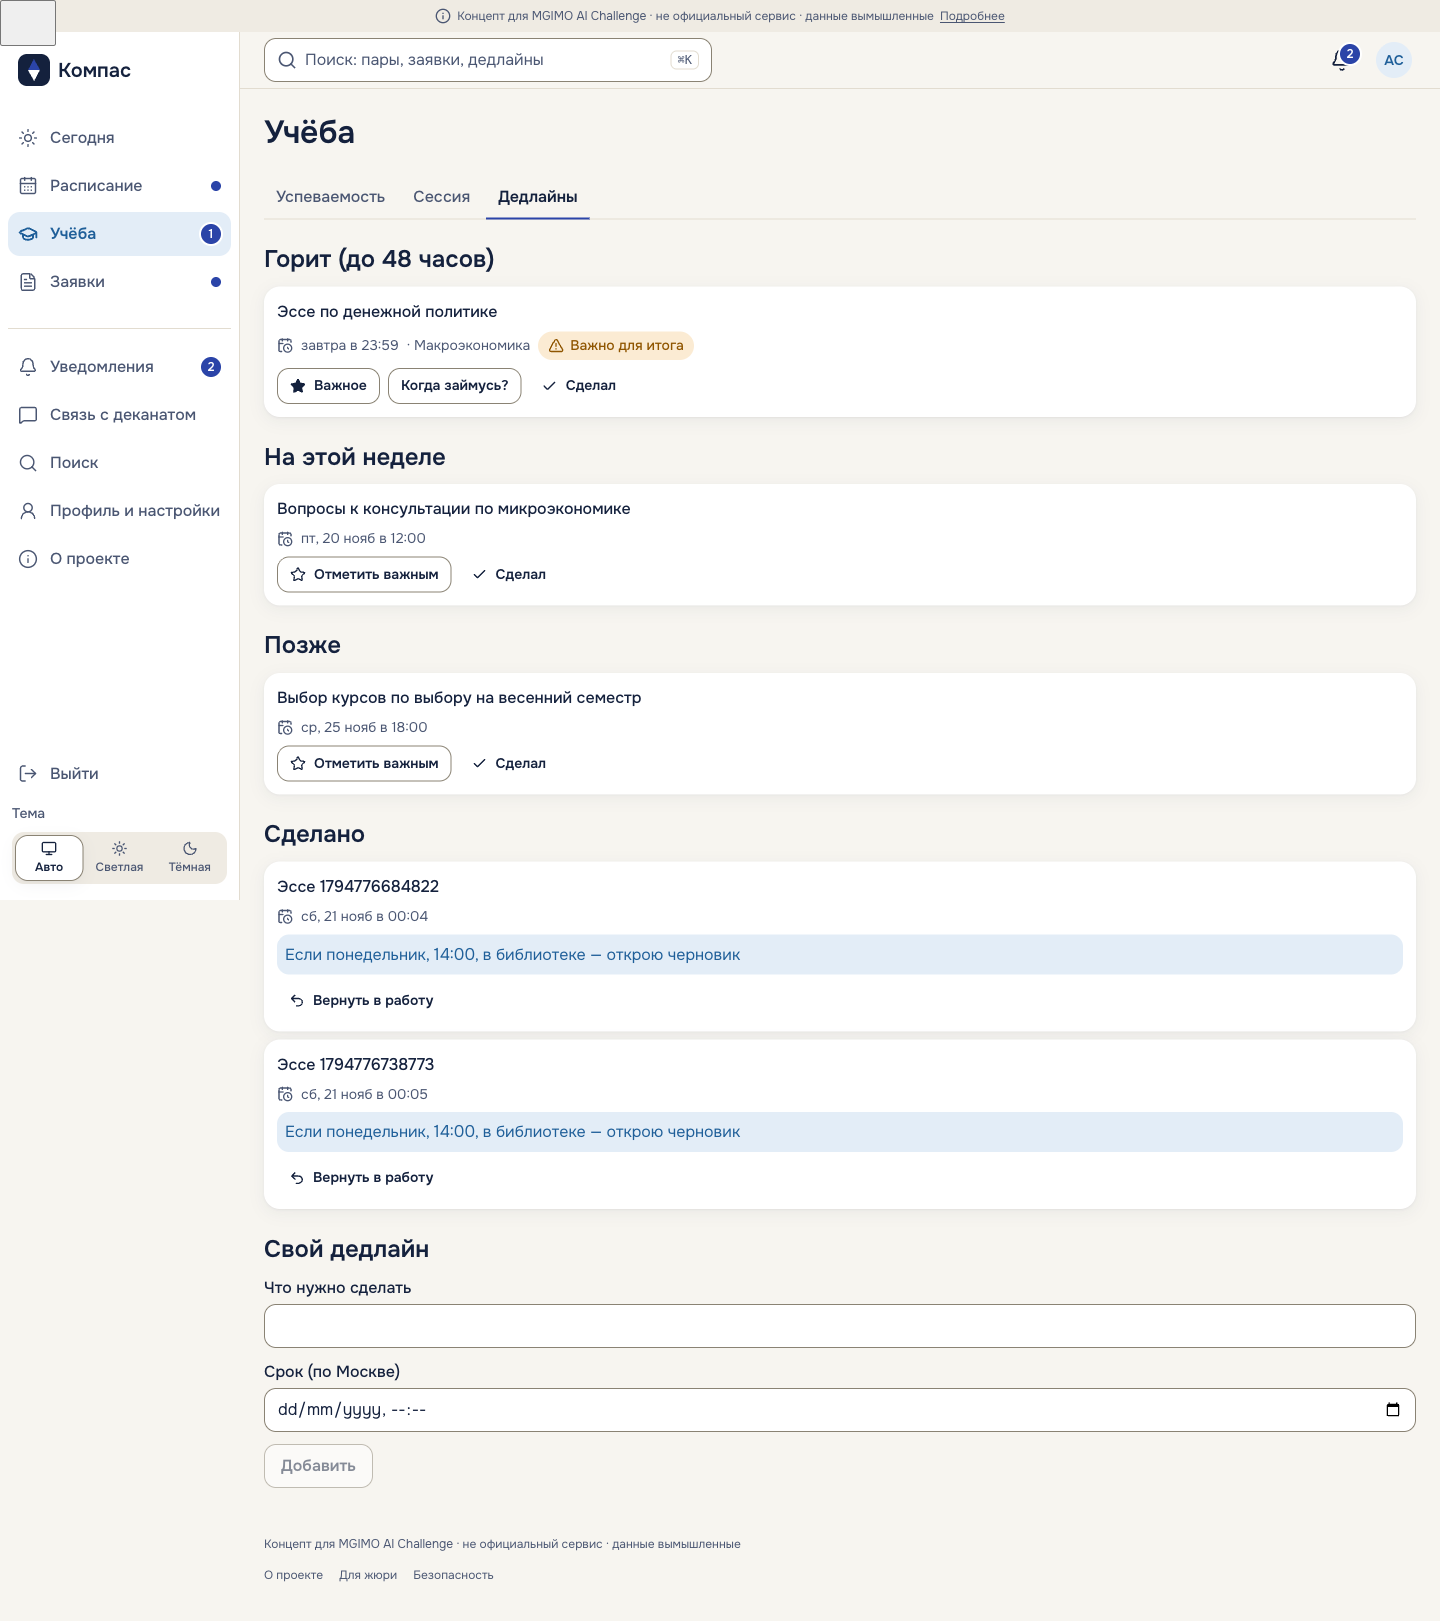 Концепт для MGIMO AI Challenge · не официальный сервис · данные вымышленные Подробнее
Компас
Поиск: пары, заявки, дедлайны
⌘K
2
АС
Сегодня
Расписание
Учёба
1
Заявки
Уведомления
2
Связь с деканатом
Поиск
Профиль и настройки
О проекте
Выйти
Тема
Авто
Светлая
Тёмная
Учёба
Успеваемость
Сессия
Дедлайны
Горит (до 48 часов)
Эссе по денежной политике
завтра в 23:59 · Макроэкономика
Важно для итога
Важное
Когда займусь?
Сделал
На этой неделе
Вопросы к консультации по микроэкономике
пт, 20 нояб в 12:00
Отметить важным
Сделал
Позже
Выбор курсов по выбору на весенний семестр
ср, 25 нояб в 18:00
Отметить важным
Сделал
Сделано
Эссе 1794776684822
сб, 21 нояб в 00:04
Если понедельник, 14:00, в библиотеке — открою черновик
Вернуть в работу
Эссе 1794776738773
сб, 21 нояб в 00:05
Если понедельник, 14:00, в библиотеке — открою черновик
Вернуть в работу
Свой дедлайн
Что нужно сделать
Срок (по Москве)
dd/mm/yyyy, --:--
Добавить
Концепт для MGIMO AI Challenge · не официальный сервис · данные вымышленные
О проекте
Для жюри
Безопасность